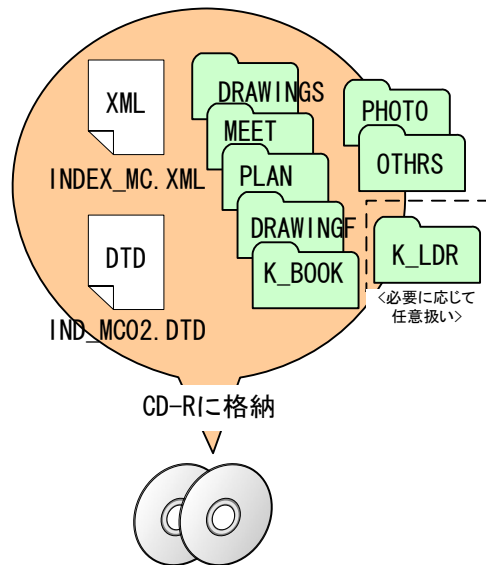 XML
INDEX_MC.XML
DTD
IND_MC02.DTD
DRAWINGS
MEET
PLAN
DRAWINGF
K_BOOK
PHOTO
OTHRS
K_LDR
<必要に応じて
任意扱い>
CD-Rに格納